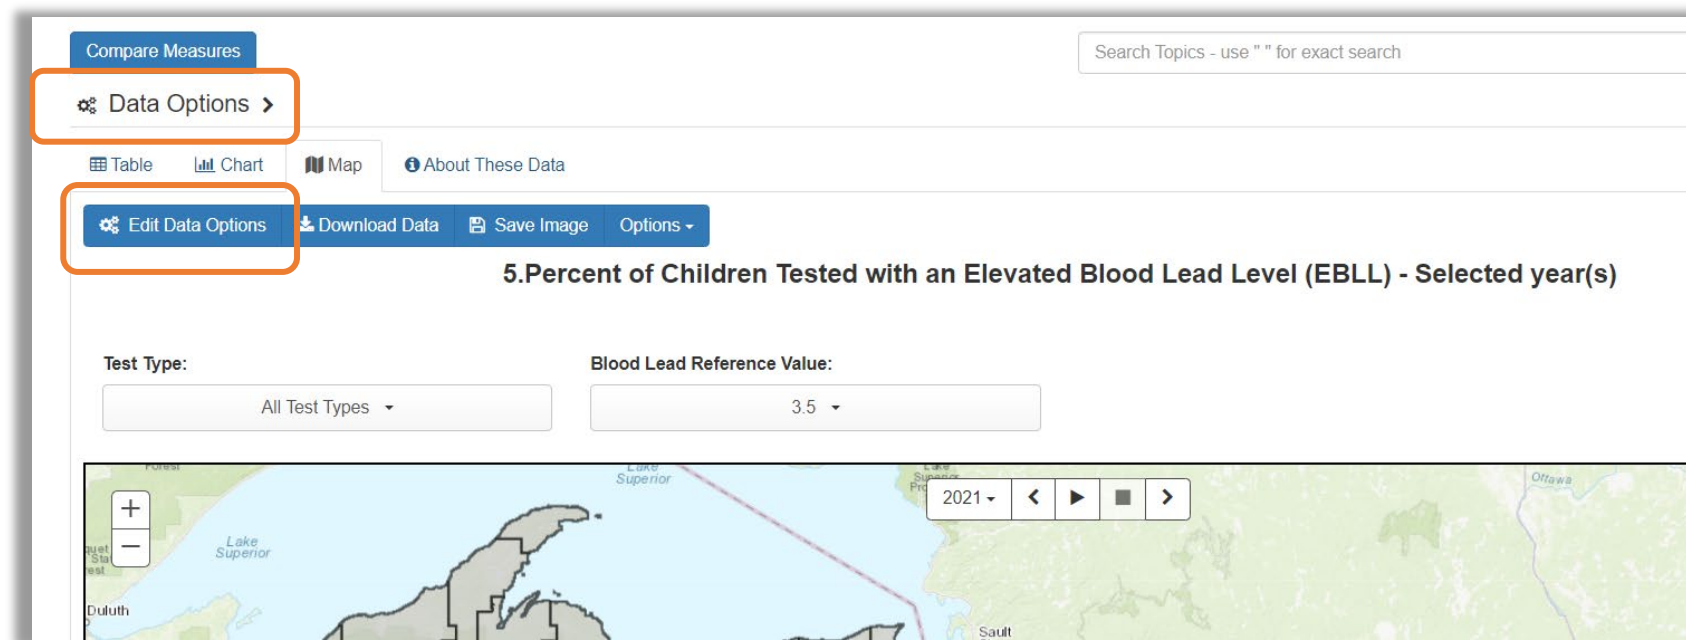 Compare Measures
Search Topics - use " " for exact search
Data Options
Table Chart Map About These Data
Edit Data Options Download Data Save Image Options
5.Percent of Children Tested with an Elevated Blood Lead Level (EBLL) - Selected year(s)
Test Type: Blood Lead Reference Value:
All Test Types 3.5
Forest
Lake
Superior
Lake
Superior
Ottawa
2021
Lake
Superior
Duluth
Sault